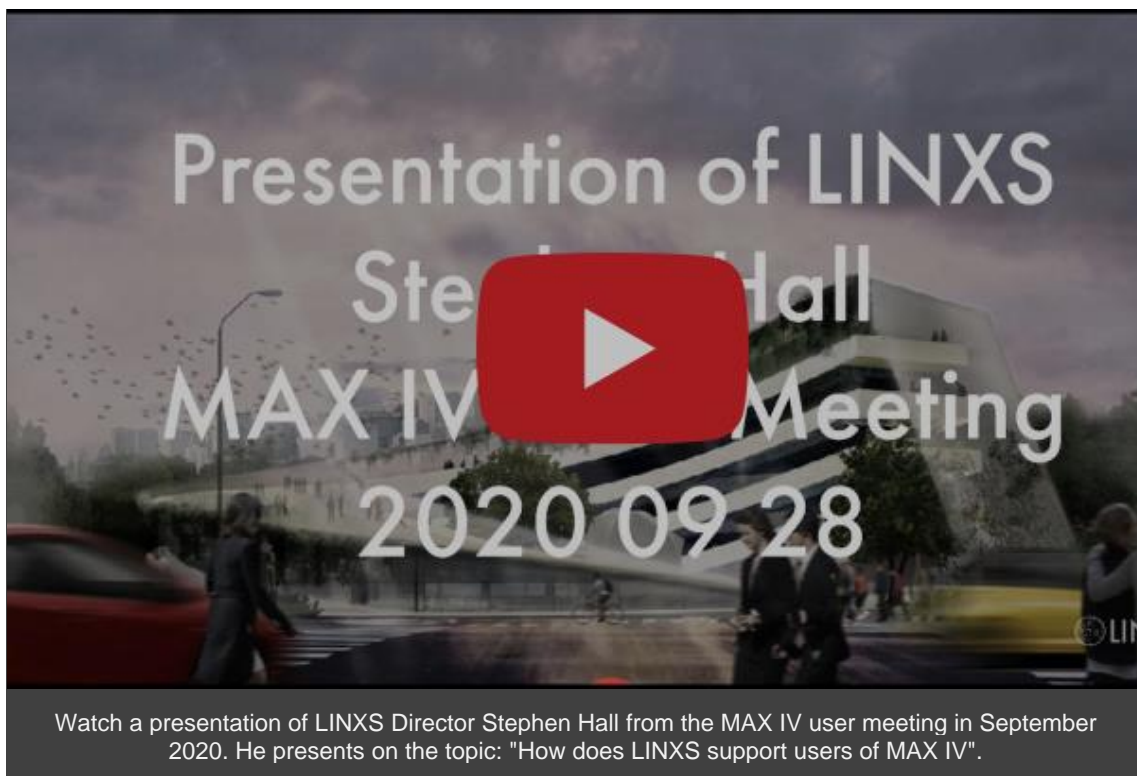 Presentation of LINXS
Hall
MAX IV Meeting
2020 09 28
Watch a presentation of LINXS Director Stephen Hall from the MAX IV user meeting in September
2020. He presents on the topic: "How does LINXS support users of MAX IV".